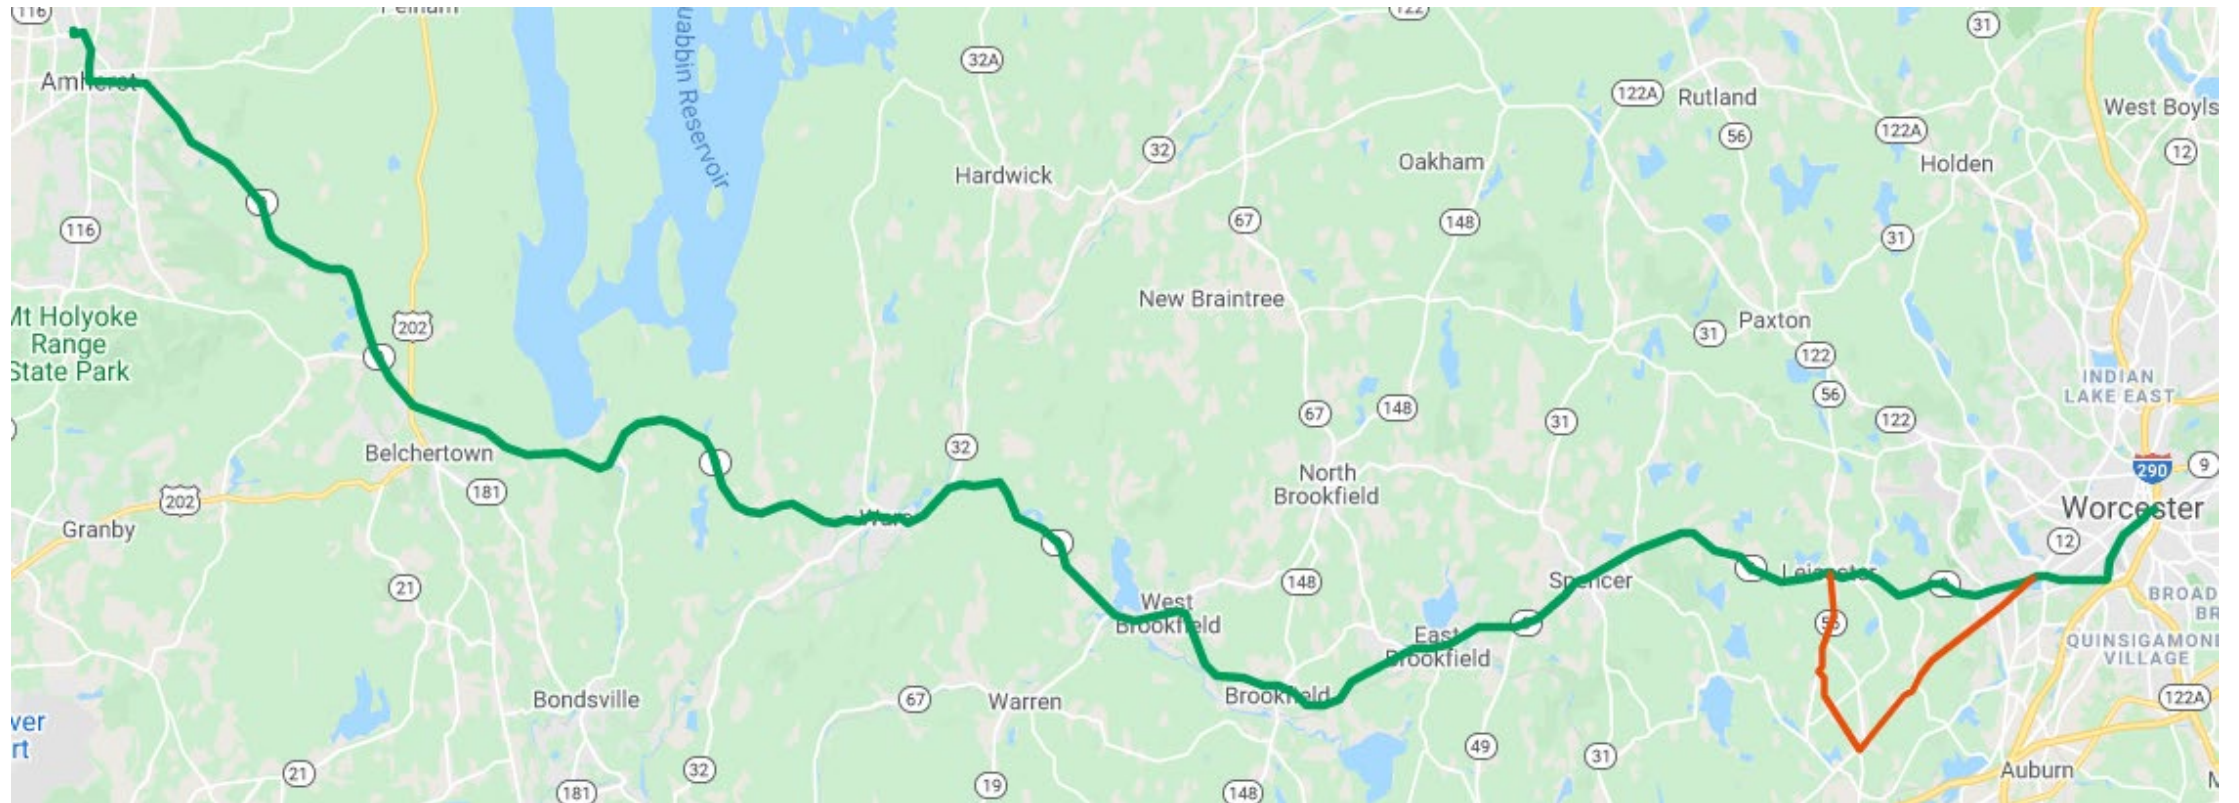 116
Pelham
122
31
32A
122A
Rutland
56
West Boyls
122A
12
Amherst
Quabbin Reservoir
32
Oakham
Holden
Hardwick
116
67
148
31
Mt Holyoke
Range
State Park
202
New Braintree
31
Paxton
122
56
INDIAN
LAKE EAST
67
148
31
122
32
Belchertown
181
202
Granby
Ware
North
Brookfield
290
9
Worcester
12
21
148
Spencer
Leicester
West
Brookfield
East
Brookfield
56
BROAD
BR
QUINSIGAMON
VILLAGE
Bondsville
67
Warren
Brookfield
122A
ver
rt
21
32
49
31
Auburn
181
19
148